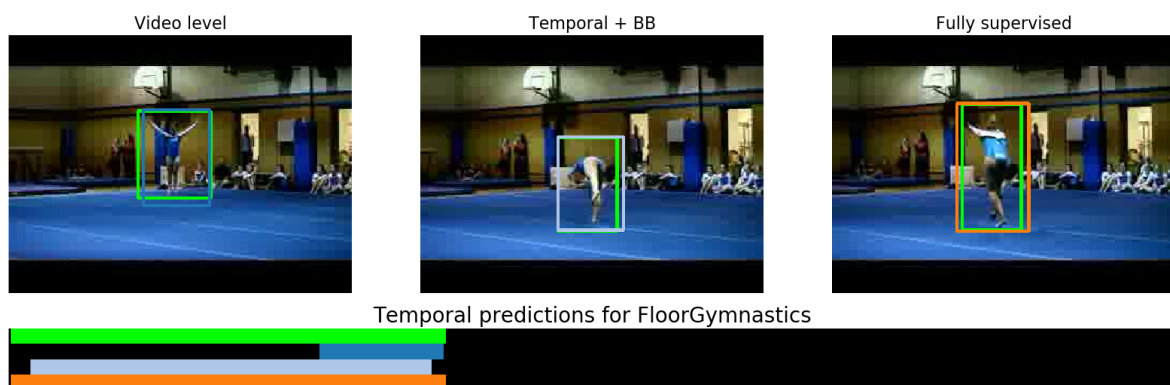 Video level
Temporal + BB
Fully supervised
Temporal predictions for FloorGymnastics